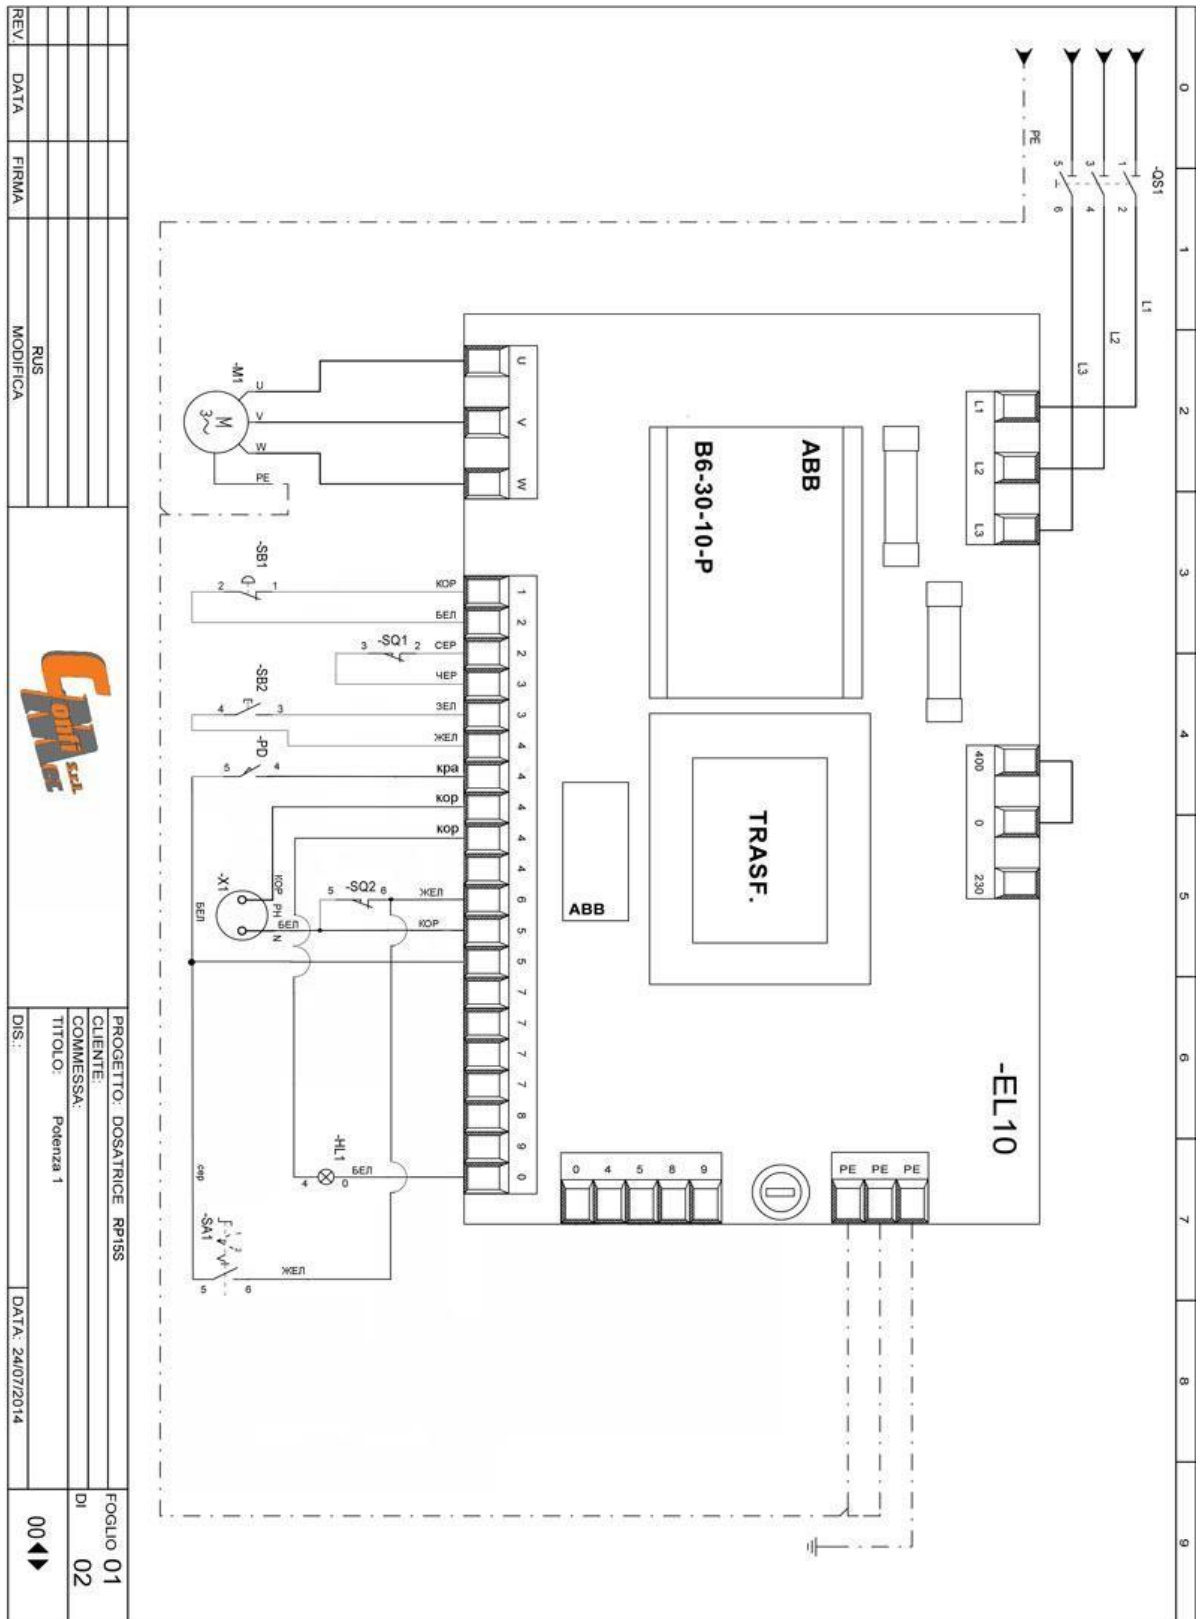 0 1 2 3 4 5 6 7 8 9
-QS1
1 2
3 4
5 6
PE
L1
L2
L3
L1 L2 L3
400 0 230
-EL10
ABB
B6-30-10-P
TRASF.
ABB
PE PE PE
0 4 5 8 9
U V W
1 2 2 3 3 4 4 4 4 4 6 5 5 7 7 7 7 8 9 0
U V W PE
-M1
M
3~
КОР
БЕЛ
СЕР
ЧЕР
ЗЕЛ
ЖЕЛ
кра
кор
кор
ЖЕЛ
КОР
-SB1
1 2
-SQ1
2 3
-SB2
3 4
-PD
4 5
-X1
КОР
PH
БЕЛ
N
-SQ2
5 6
БЕЛ
-HL1
4 0
БЕЛ
сер
-SA1
1 2
5 6
ЖЕЛ
REV. DATA FIRMA MODIFICA
RUS
Confi s.r.l.
Mec
PROGETTO: DOSATRICE RP15S
CLIENTE:
COMMESSA:
TITOLO: Potenza 1
DIS.:
DATA: 24/07/2014
FOGLIO 01
DI 02
00